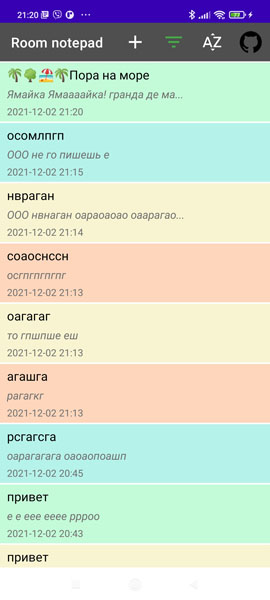 21:20
Room notepad
AZ
🌴🌳🏖️🌴Пора на море
Ямайка Ямаааайка! гранда де ма...
2021-12-02 21:20
осомлпгп
ООО не го пишешь е
2021-12-02 21:15
нвраган
ООО нвнаган оараоаоао оаарагао...
2021-12-02 21:14
соаоснссн
осгпгпгпгпг
2021-12-02 21:13
оагагаг
то гпшпше еш
2021-12-02 21:13
агашга
рагагкг
2021-12-02 21:13
рсгагсга
оарагагага оаоаопоашп
2021-12-02 20:45
привет
е е еее ееее ррроо
2021-12-02 20:43
привет